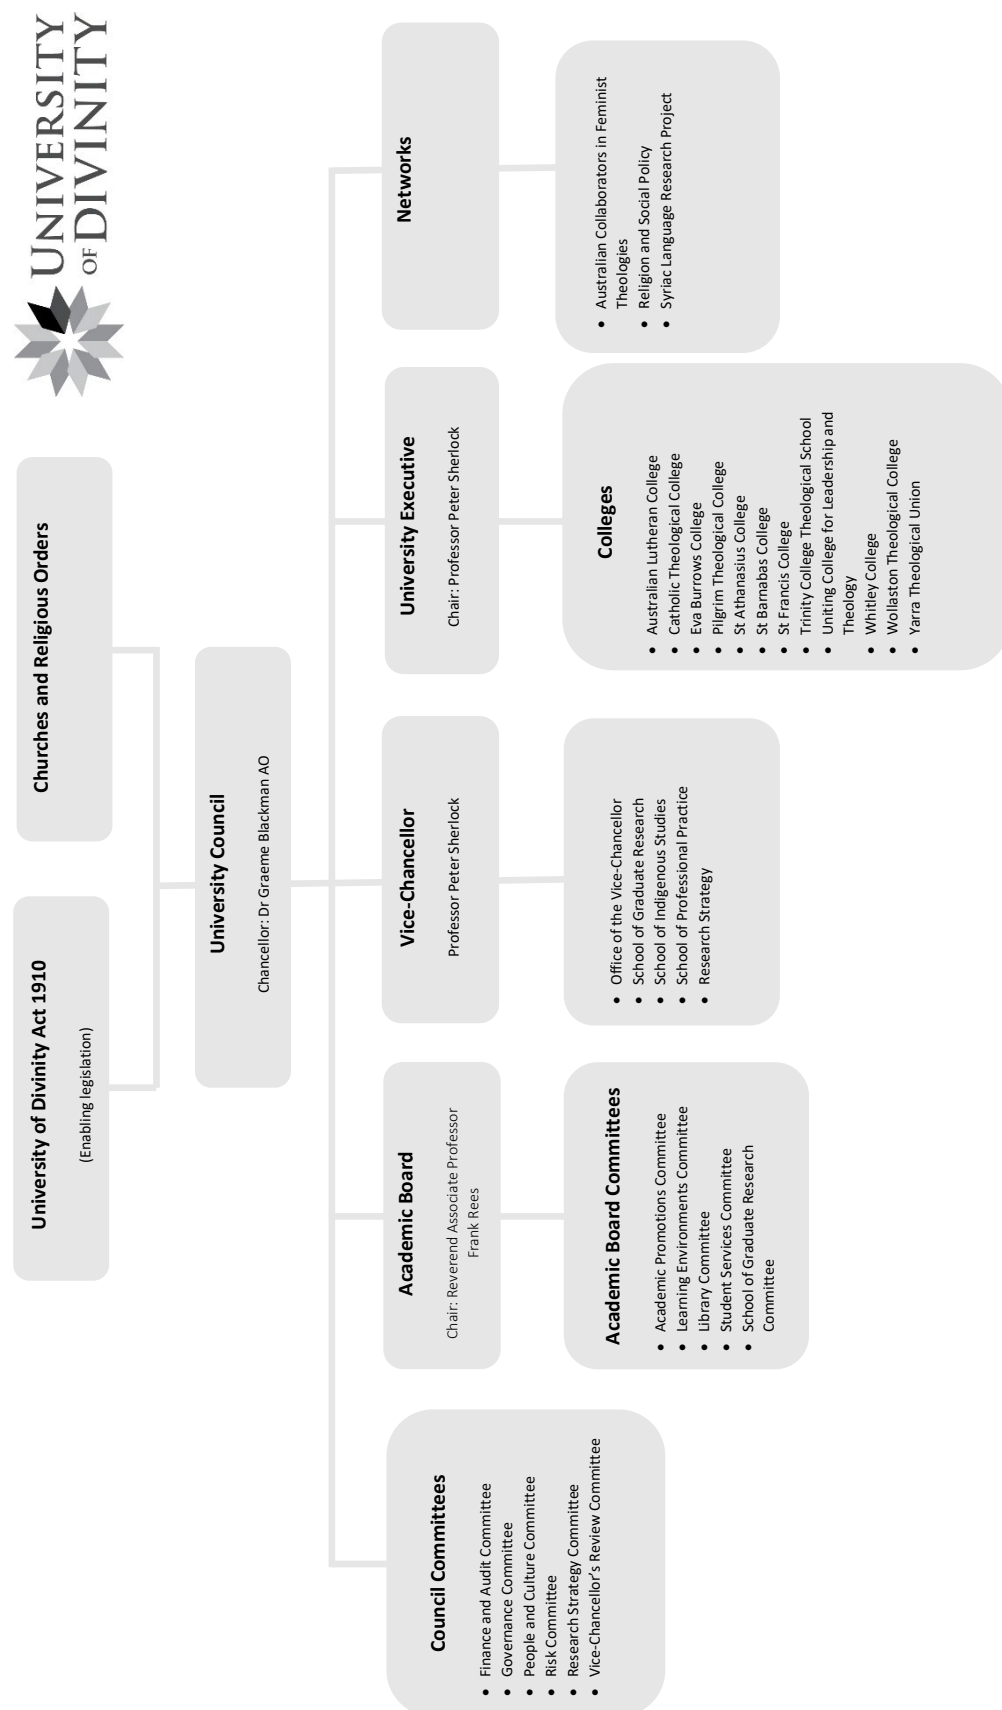 UNIVERSITY
OF DIVINITY
University of Divinity Act 1910
(Enabling legislation)
Churches and Religious Orders
University Council
Chancellor: Dr Graeme Blackman AO
Council Committees
• Finance and Audit Committee
• Governance Committee
• People and Culture Committee
• Risk Committee
• Research Strategy Committee
• Vice-Chancellor's Review Committee
Academic Board
Chair: Reverend Associate Professor
Frank Rees
Academic Board Committees
• Academic Promotions Committee
• Learning Environments Committee
• Library Committee
• Student Services Committee
• School of Graduate Research
Committee
Vice-Chancellor
Professor Peter Sherlock
• Office of the Vice-Chancellor
• School of Graduate Research
• School of Indigenous Studies
• School of Professional Practice
• Research Strategy
University Executive
Chair: Professor Peter Sherlock
Colleges
• Australian Lutheran College
• Catholic Theological College
• Eva Burrows College
• Pilgrim Theological College
• St Athanasius College
• St Barnabas College
• St Francis College
• Trinity College Theological School
• Uniting College for Leadership and
Theology
• Whitley College
• Wollaston Theological College
• Yarra Theological Union
Networks
• Australian Collaborators in Feminist
Theologies
• Religion and Social Policy
• Syriac Language Research Project